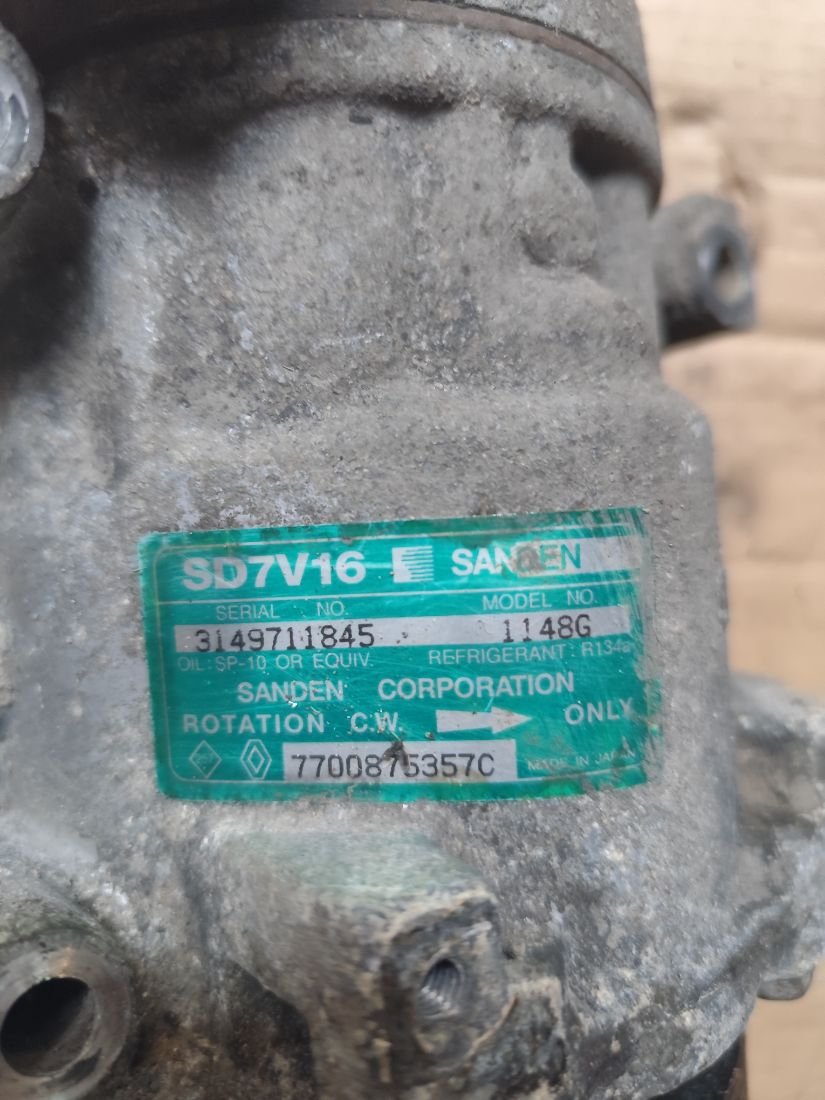 SD7V16 SANDEN
SERIAL NO. MODEL NO.
3149711845 1148G
OIL:SP-10 OR EQUIV. REFRIGERANT:R134a
SANDEN CORPORATION
ROTATION C.W. ONLY
7700875357C MADE IN JAPAN